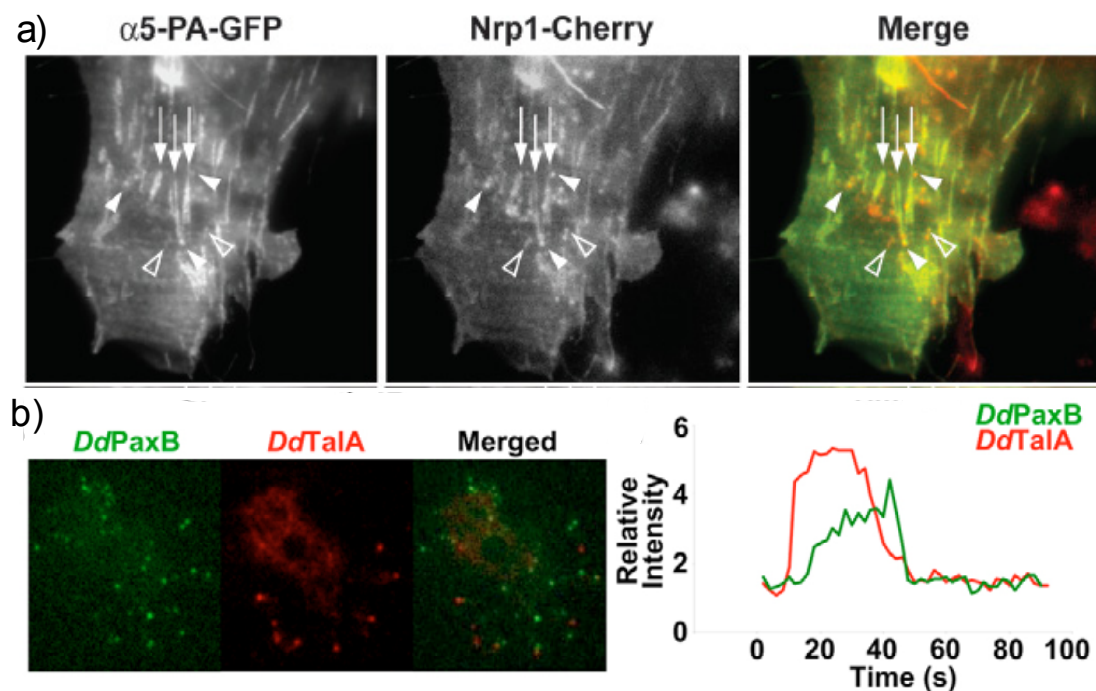 a)
α5-PA-GFP Nrp1-Cherry Merge
b)
DdPaxB DdTalA Merged
DdPaxB
DdTalA
Relative
Intensity
6
4
2
0
0 20 40 60 80 100
Time (s)